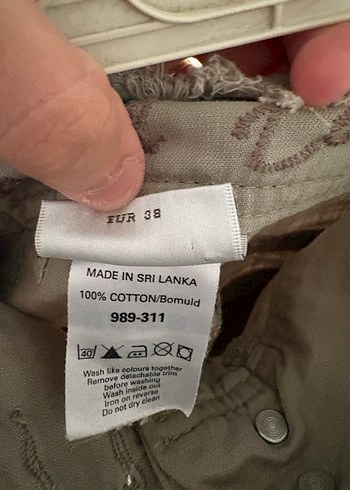 EUR 38
MADE IN SRI LANKA
100% COTTON/Bomuld
989-311
40
Wash like colours together
Remove detachable trim
before washing
Wash inside out
Iron on reverse
Do not dry clean